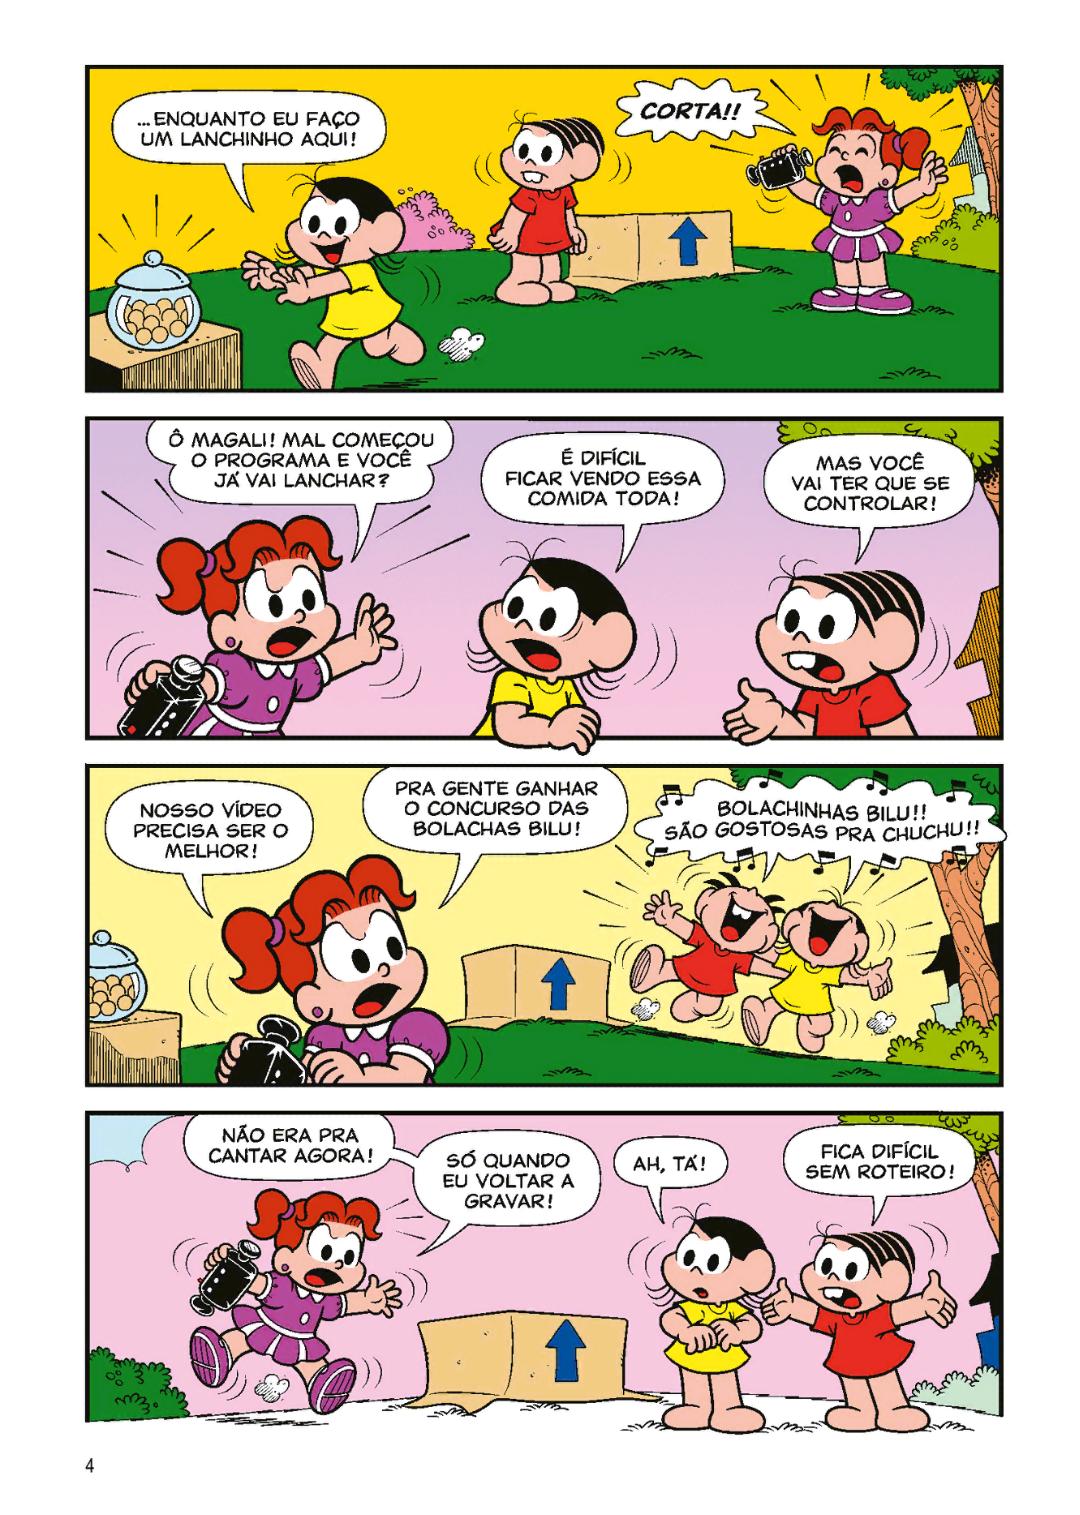 ...ENQUANTO EU FAÇO
UM LANCHINHO AQUI!
CORTA!!
Ô MAGALI! MAL COMEÇOU
O PROGRAMA E VOCÊ
JÁ VAI LANCHAR?
É DIFÍCIL
FICAR VENDO ESSA
COMIDA TODA!
MAS VOCÊ
VAI TER QUE SE
CONTROLAR!
NOSSO VÍDEO
PRECISA SER O
MELHOR!
PRA GENTE GANHAR
O CONCURSO DAS
BOLACHAS BILU!
BOLACHINHAS BILU!!
SÃO GOSTOSAS PRA CHUCHU!!
NÃO ERA PRA
CANTAR AGORA!
SÓ QUANDO
EU VOLTAR A
GRAVAR!
AH, TÁ!
FICA DIFÍCIL
SEM ROTEIRO!
4